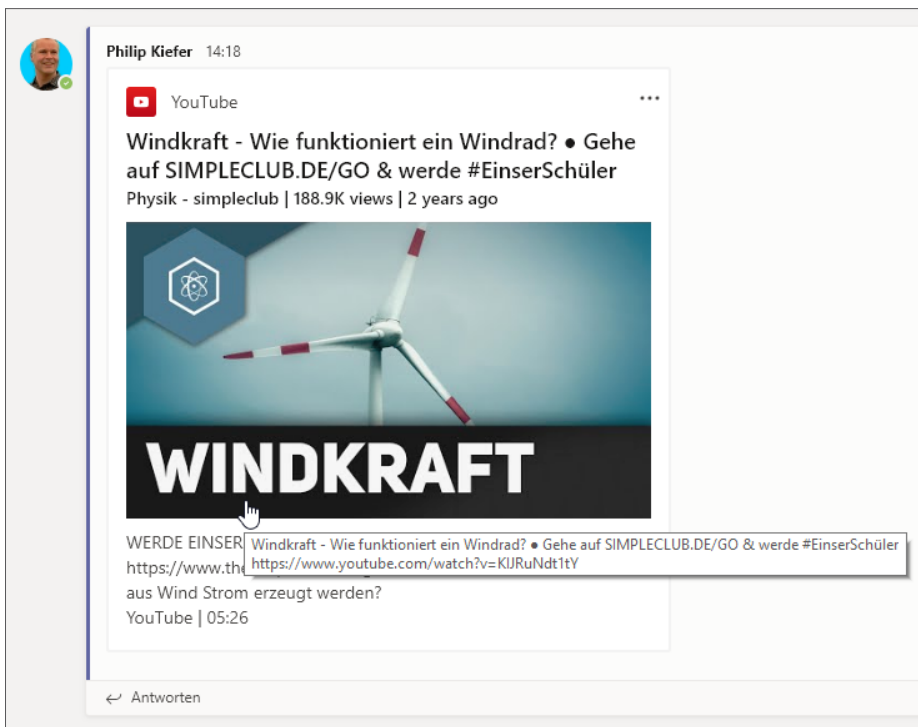 Philip Kiefer 14:18
YouTube
Windkraft - Wie funktioniert ein Windrad? ● Gehe
auf SIMPLECLUB.DE/GO & werde #EinserSchüler
Physik - simpleclub | 188.9K views | 2 years ago
WINDKRAFT
WERDE EINSER
Windkraft - Wie funktioniert ein Windrad? ● Gehe auf SIMPLECLUB.DE/GO & werde #EinserSchüler
https://www.the
https://www.youtube.com/watch?v=KlJRuNdt1tY
aus Wind Strom erzeugt werden?
YouTube | 05:26
Antworten